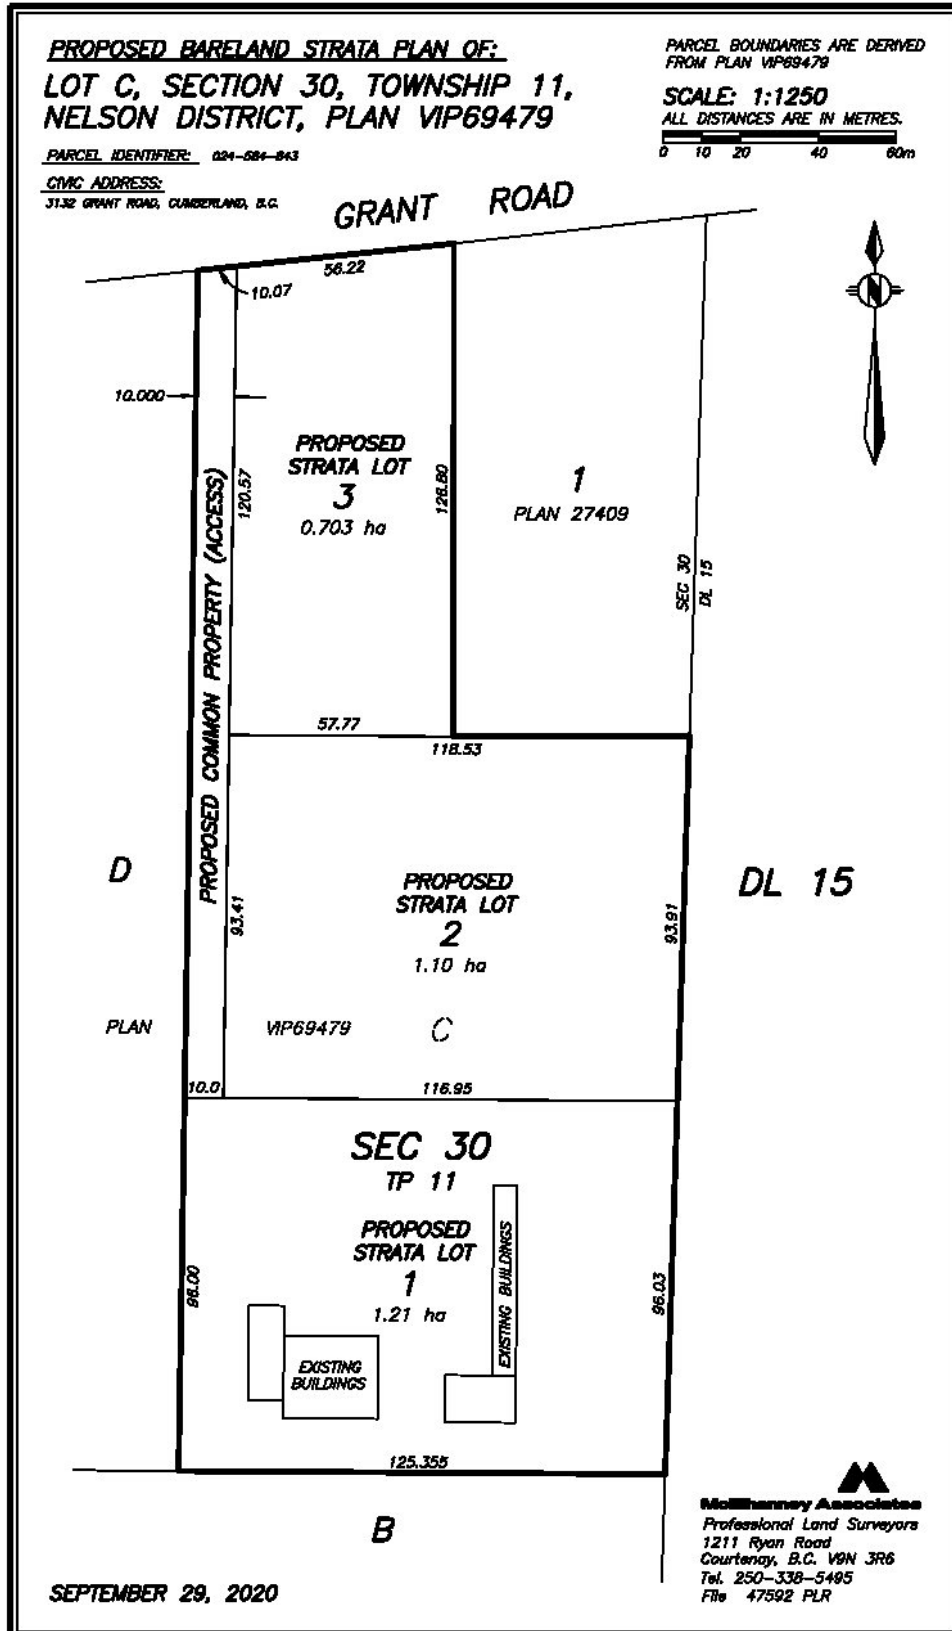 PROPOSED BARELAND STRATA PLAN OF:
LOT C, SECTION 30, TOWNSHIP 11,
NELSON DISTRICT, PLAN VIP69479
PARCEL IDENTIFIER: 024-584-843
CIVIC ADDRESS:
3132 GRANT ROAD, CUMBERLAND, B.C.
PARCEL BOUNDARIES ARE DERIVED
FROM PLAN VIP69479
SCALE: 1:1250
ALL DISTANCES ARE IN METRES.
0 10 20 40 60m
GRANT ROAD
N
56.22
10.07
10.000
PROPOSED
STRATA LOT
3
0.703 ha
120.57
126.80
1
PLAN 27409
SEC 30
DL 15
PROPOSED COMMON PROPERTY (ACCESS)
57.77
118.53
D
PROPOSED
STRATA LOT
2
1.10 ha
93.41
93.91
DL 15
PLAN VIP69479 C
10.0
116.95
SEC 30
TP 11
PROPOSED
STRATA LOT
1
1.21 ha
96.00
96.03
EXISTING BUILDINGS
EXISTING
BUILDINGS
125.355
B
McElhanney Associates
Professional Land Surveyors
1211 Ryan Road
Courtenay, B.C. V9N 3R6
Tel. 250-338-5495
File 47592 PLR
SEPTEMBER 29, 2020